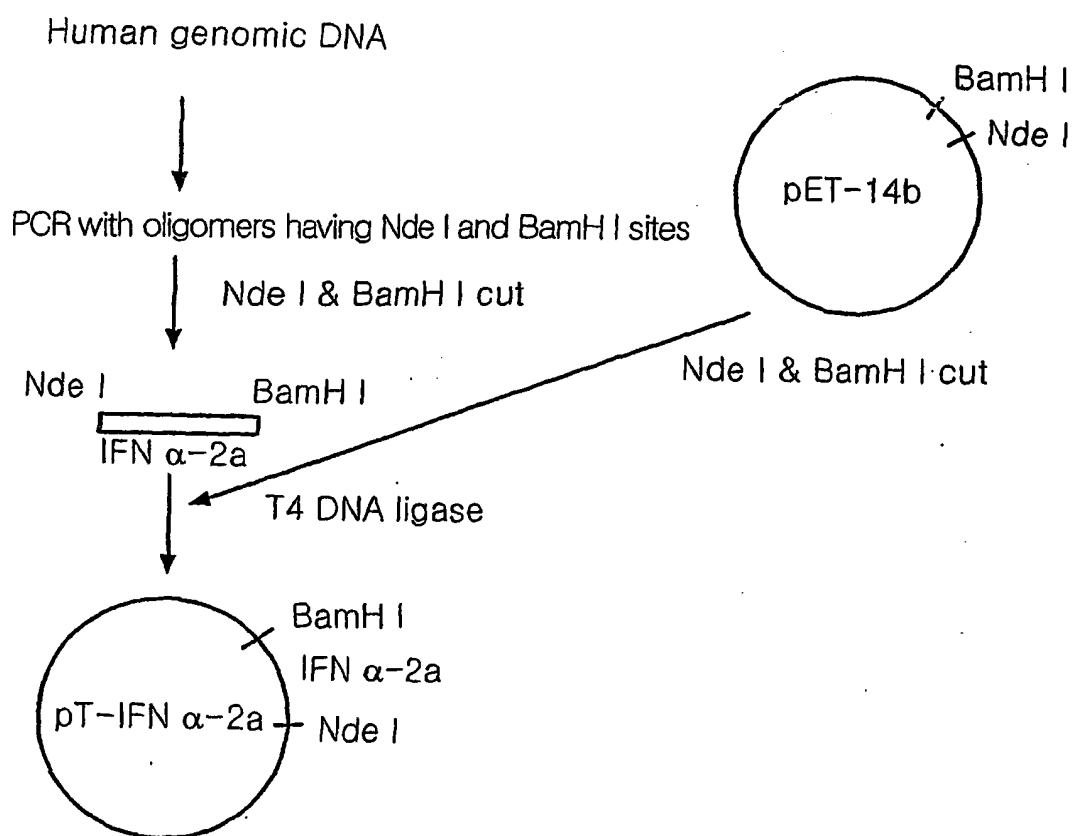 Human genomic DNA
BamH I
Nde I
pET-14b
PCR with oligomers having Nde I and BamH I sites
Nde I & BamH I cut
Nde I & BamH I cut
Nde I
BamH I
IFN α-2a
T4 DNA ligase
BamH I
IFN α-2a
pT-IFN α-2a
Nde I